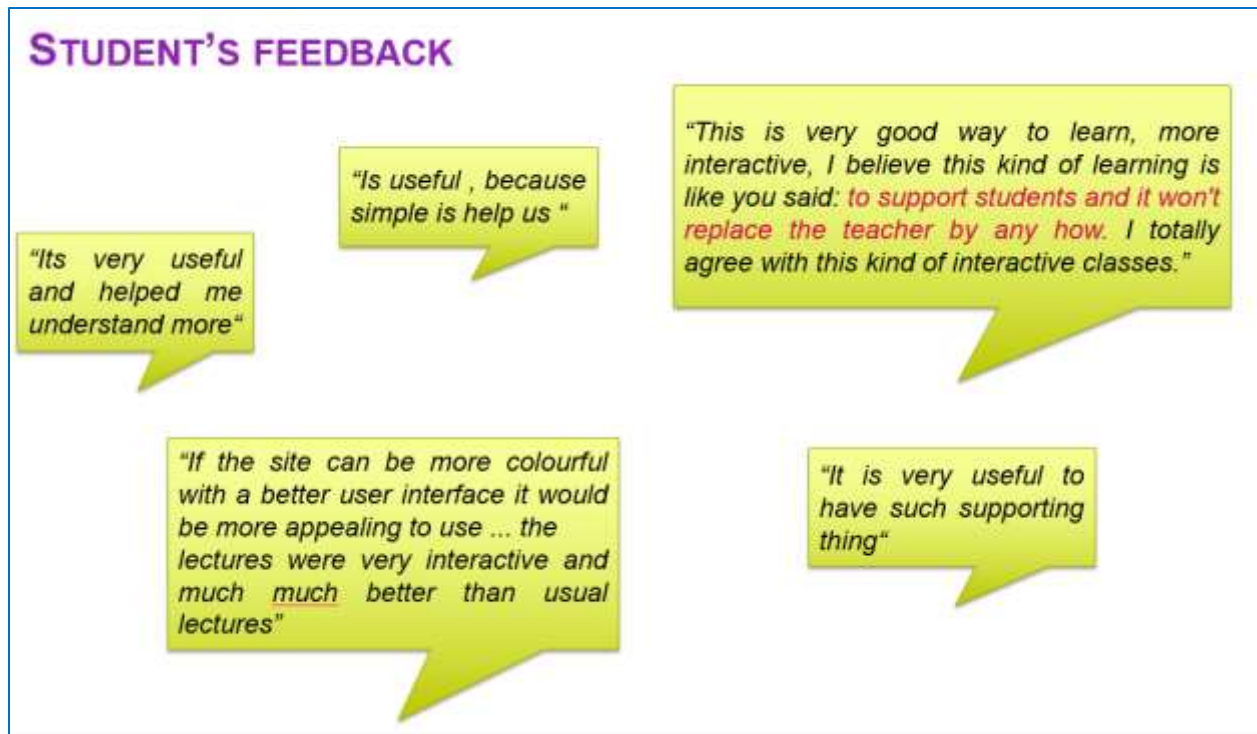 STUDENT'S FEEDBACK
“Its very useful
and helped me
understand more“
“Is useful , because
simple is help us “
“This is very good way to learn, more
interactive, I believe this kind of learning is
like you said: to support students and it won't
replace the teacher by any how. I totally
agree with this kind of interactive classes.”
“If the site can be more colourful
with a better user interface it would
be more appealing to use ... the
lectures were very interactive and
much much better than usual
lectures”
“It is very useful to
have such supporting
thing“